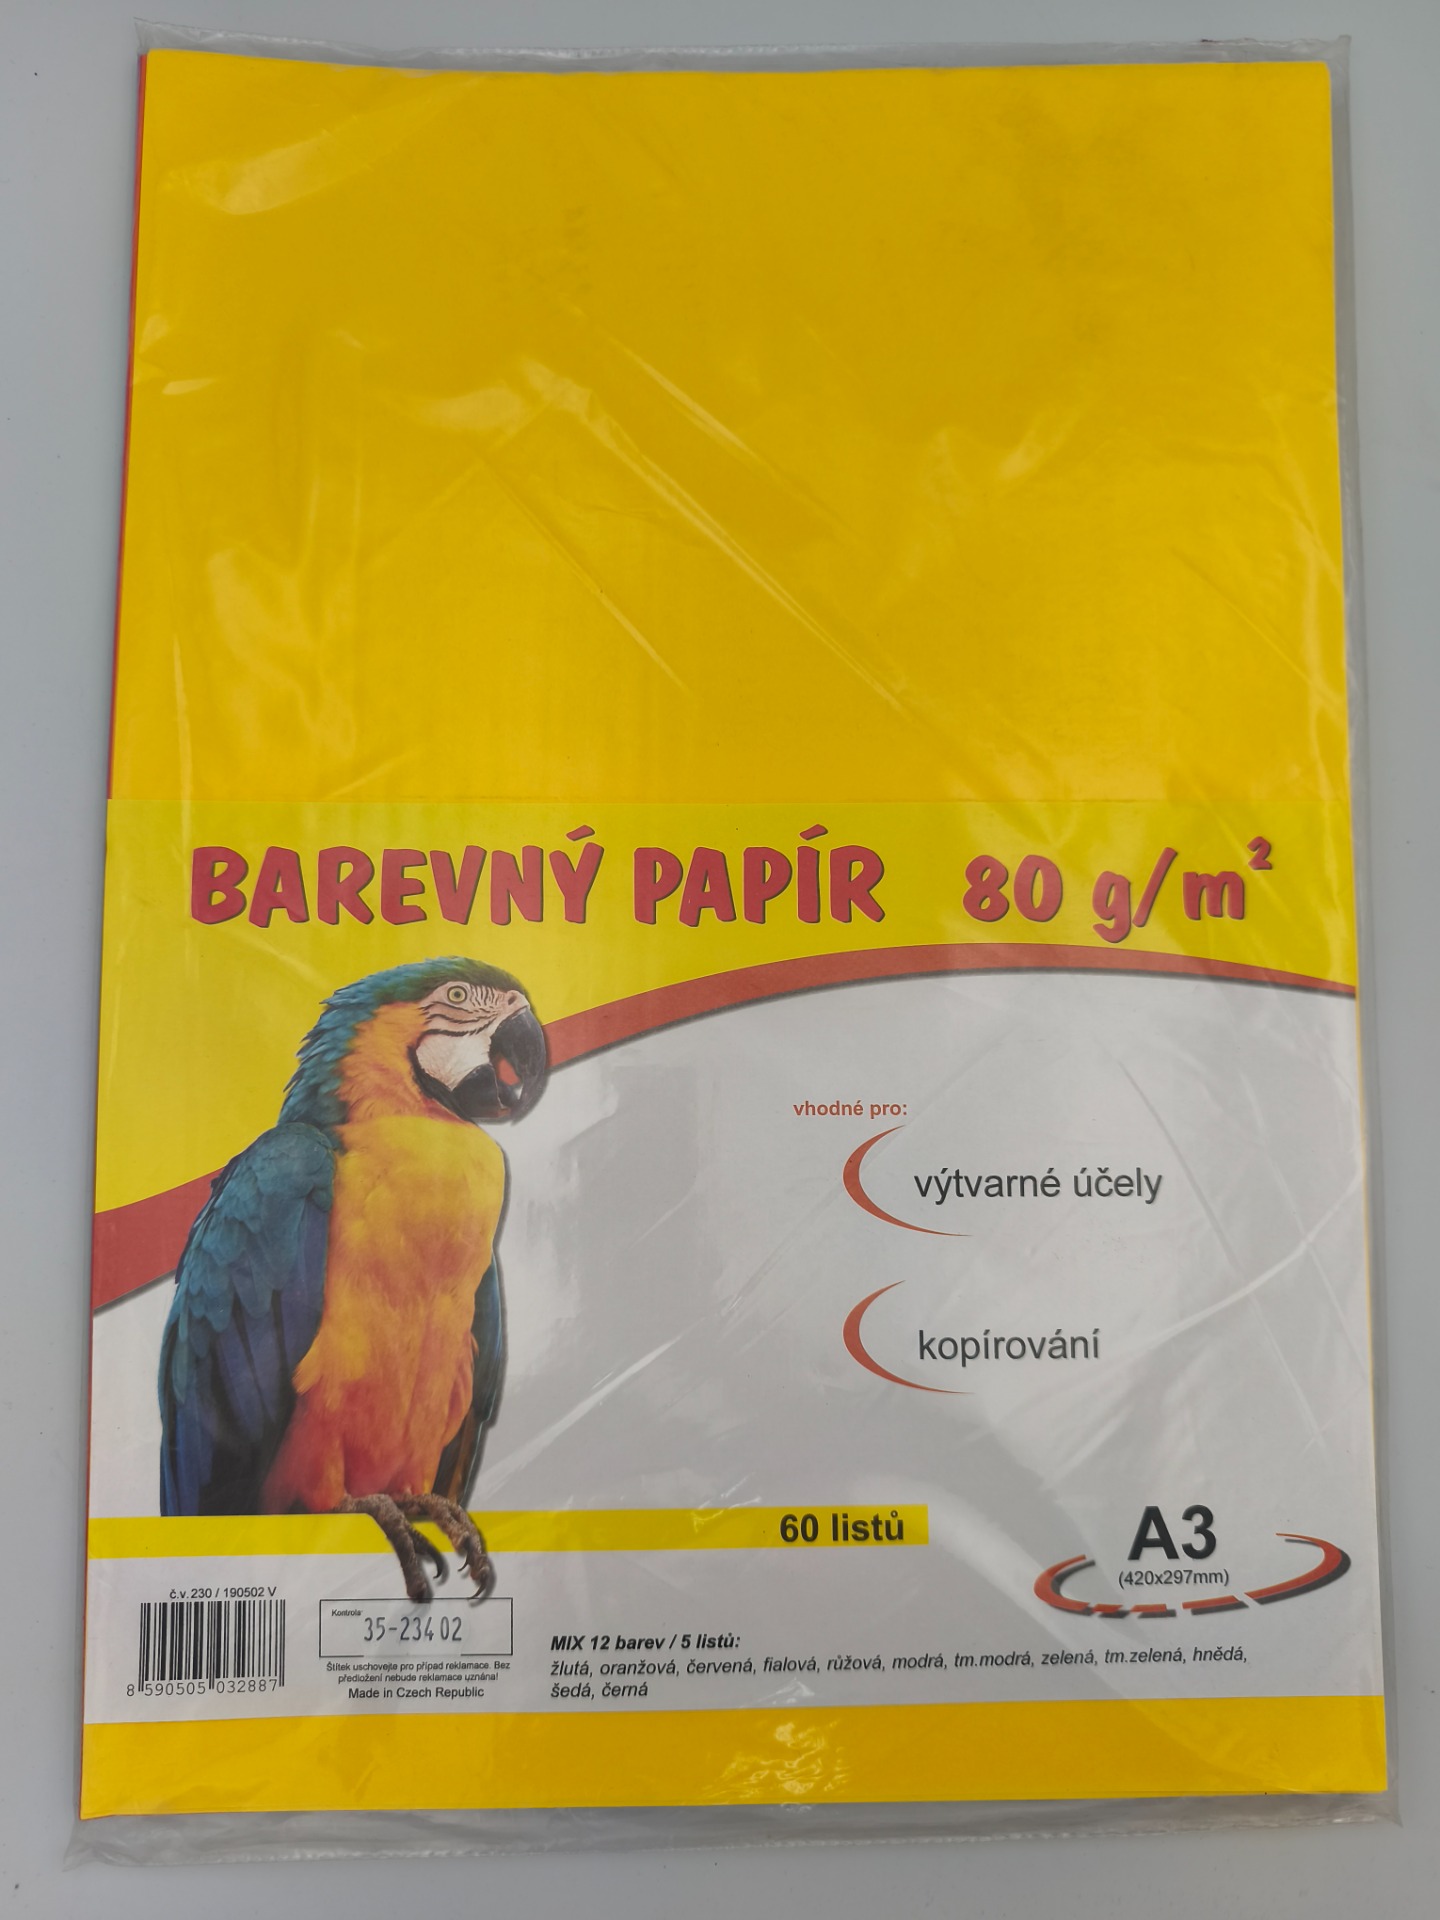 BAREVNÝ PAPÍR 80 g/m²
vhodné pro:
výtvarné účely
kopírování
60 listů
A3
(420x297mm)
č.v.230 / 190502 V
8 590505 032887
Kontrola
35-23402
Štítek uschovejte pro případ reklamace. Bez
předložení nebude reklamace uznána!
Made in Czech Republic
MIX 12 barev / 5 listů:
žlutá, oranžová, červená, fialová, růžová, modrá, tm.modrá, zelená, tm.zelená, hnědá,
šedá, černá